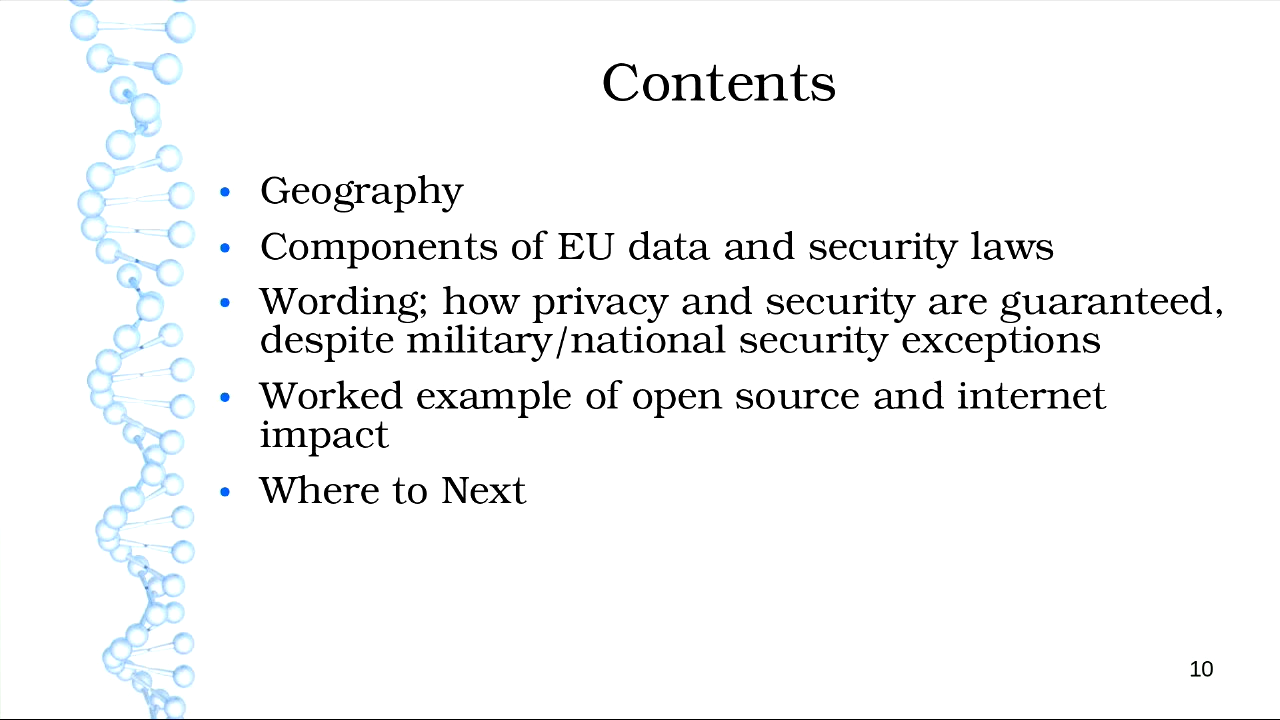 Contents
• Geography
• Components of EU data and security laws
• Wording; how privacy and security are guaranteed,
despite military/national security exceptions
• Worked example of open source and internet
impact
• Where to Next
10